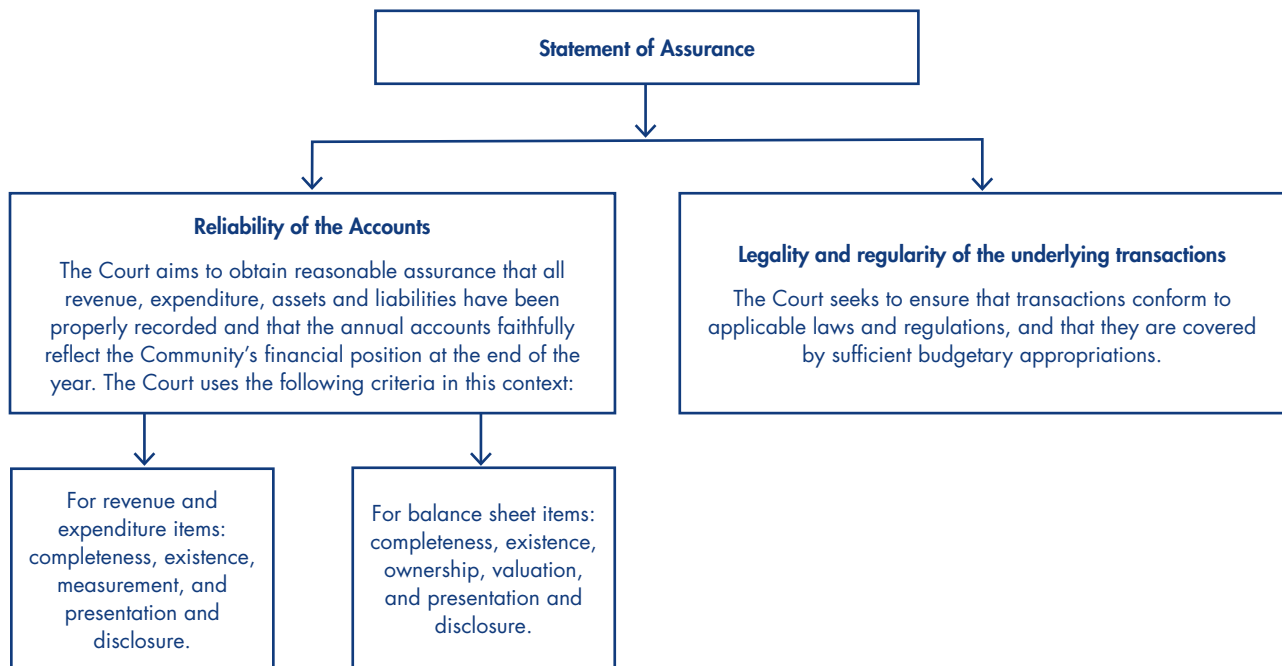 Statement of Assurance
Reliability of the Accounts
The Court aims to obtain reasonable assurance that all
revenue, expenditure, assets and liabilities have been
properly recorded and that the annual accounts faithfully
reflect the Community’s financial position at the end of the
year. The Court uses the following criteria in this context:
Legality and regularity of the underlying transactions
The Court seeks to ensure that transactions conform to
applicable laws and regulations, and that they are covered
by sufficient budgetary appropriations.
For revenue and
expenditure items:
completeness, existence,
measurement, and
presentation and
disclosure.
For balance sheet items:
completeness, existence,
ownership, valuation,
and presentation and
disclosure.